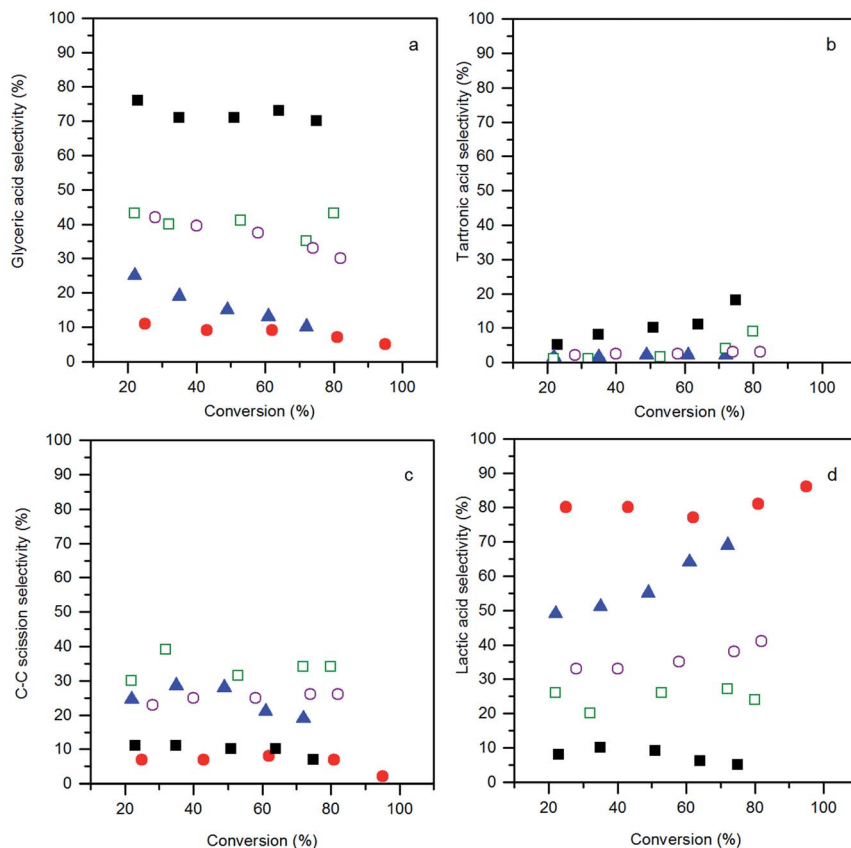 a
Glyceric acid selectivity (%)
100
90
80
70
60
50
40
30
20
10
0
20 40 60 80 100
Conversion (%)
b
Tartronic acid selectivity (%)
100
90
80
70
60
50
40
30
20
10
0
20 40 60 80 100
Conversion (%)
c
C-C scission selectivity (%)
100
90
80
70
60
50
40
30
20
10
0
20 40 60 80 100
Conversion (%)
d
Lactic acid selectivity (%)
100
90
80
70
60
50
40
30
20
10
0
20 40 60 80 100
Conversion (%)